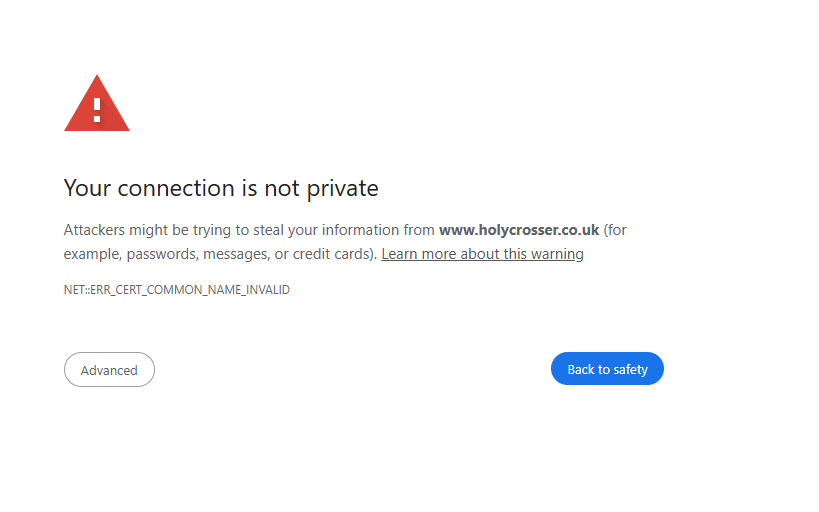 Your connection is not private
Attackers might be trying to steal your information from www.holycrosser.co.uk (for
example, passwords, messages, or credit cards). Learn more about this warning
NET::ERR_CERT_COMMON_NAME_INVALID
Advanced
Back to safety